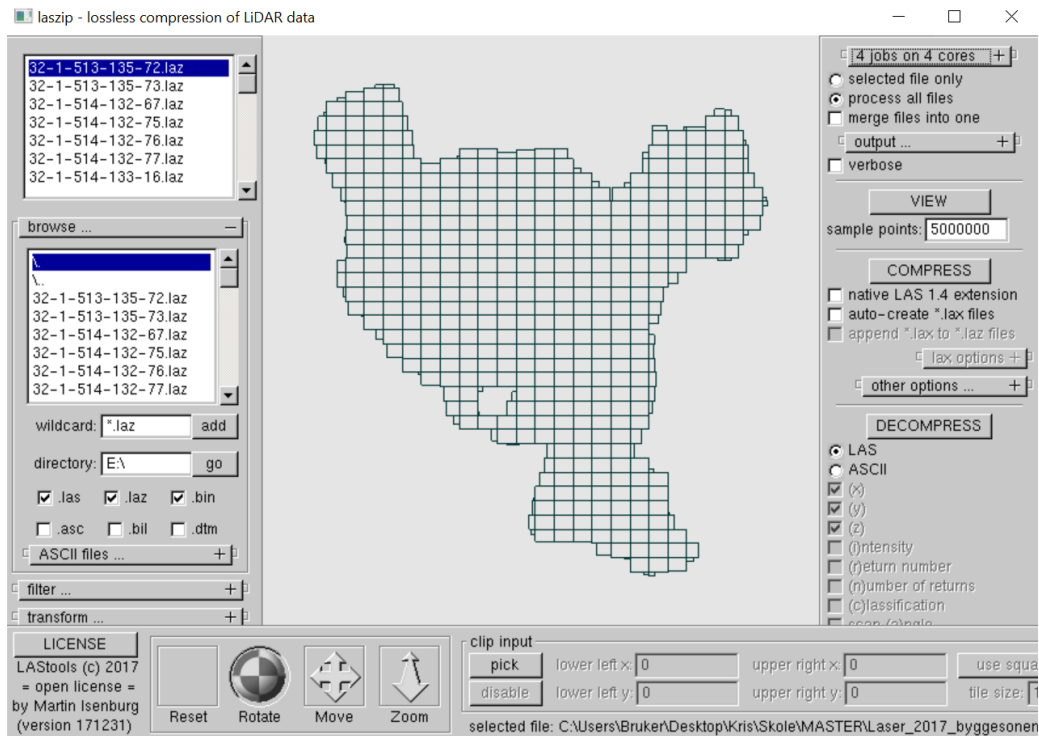 laszip - lossless compression of LiDAR data
32-1-513-135-72.laz
32-1-513-135-73.laz
32-1-514-132-67.laz
32-1-514-132-75.laz
32-1-514-132-76.laz
32-1-514-132-77.laz
32-1-514-133-16.laz
browse ...
\.
\..
32-1-513-135-72.laz
32-1-513-135-73.laz
32-1-514-132-67.laz
32-1-514-132-75.laz
32-1-514-132-76.laz
32-1-514-132-77.laz
wildcard: *.laz add
directory: E:\ go
.las .laz .bin
.asc .bil .dtm
ASCII files ... +
filter ... +
transform ... +
4 jobs on 4 cores +
selected file only
process all files
merge files into one
output ... +
verbose
VIEW
sample points: 5000000
COMPRESS
native LAS 1.4 extension
auto-create *.lax files
append *.lax to *.laz files
lax options +
other options ... +
DECOMPRESS
LAS
ASCII
(x)
(y)
(z)
(i)ntensity
(r)eturn number
(n)umber of returns
(c)lassification
scan (a)ngle
LICENSE
LAStools (c) 2017
= open license =
by Martin Isenburg
(version 171231)
Reset Rotate Move Zoom
clip input
pick lower left x: 0 upper right x: 0 use squa
disable lower left y: 0 upper right y: 0 tile size: 1
selected file: C:\Users\Bruker\Desktop\Kris\Skole\MASTER\Laser_2017_byggesonen